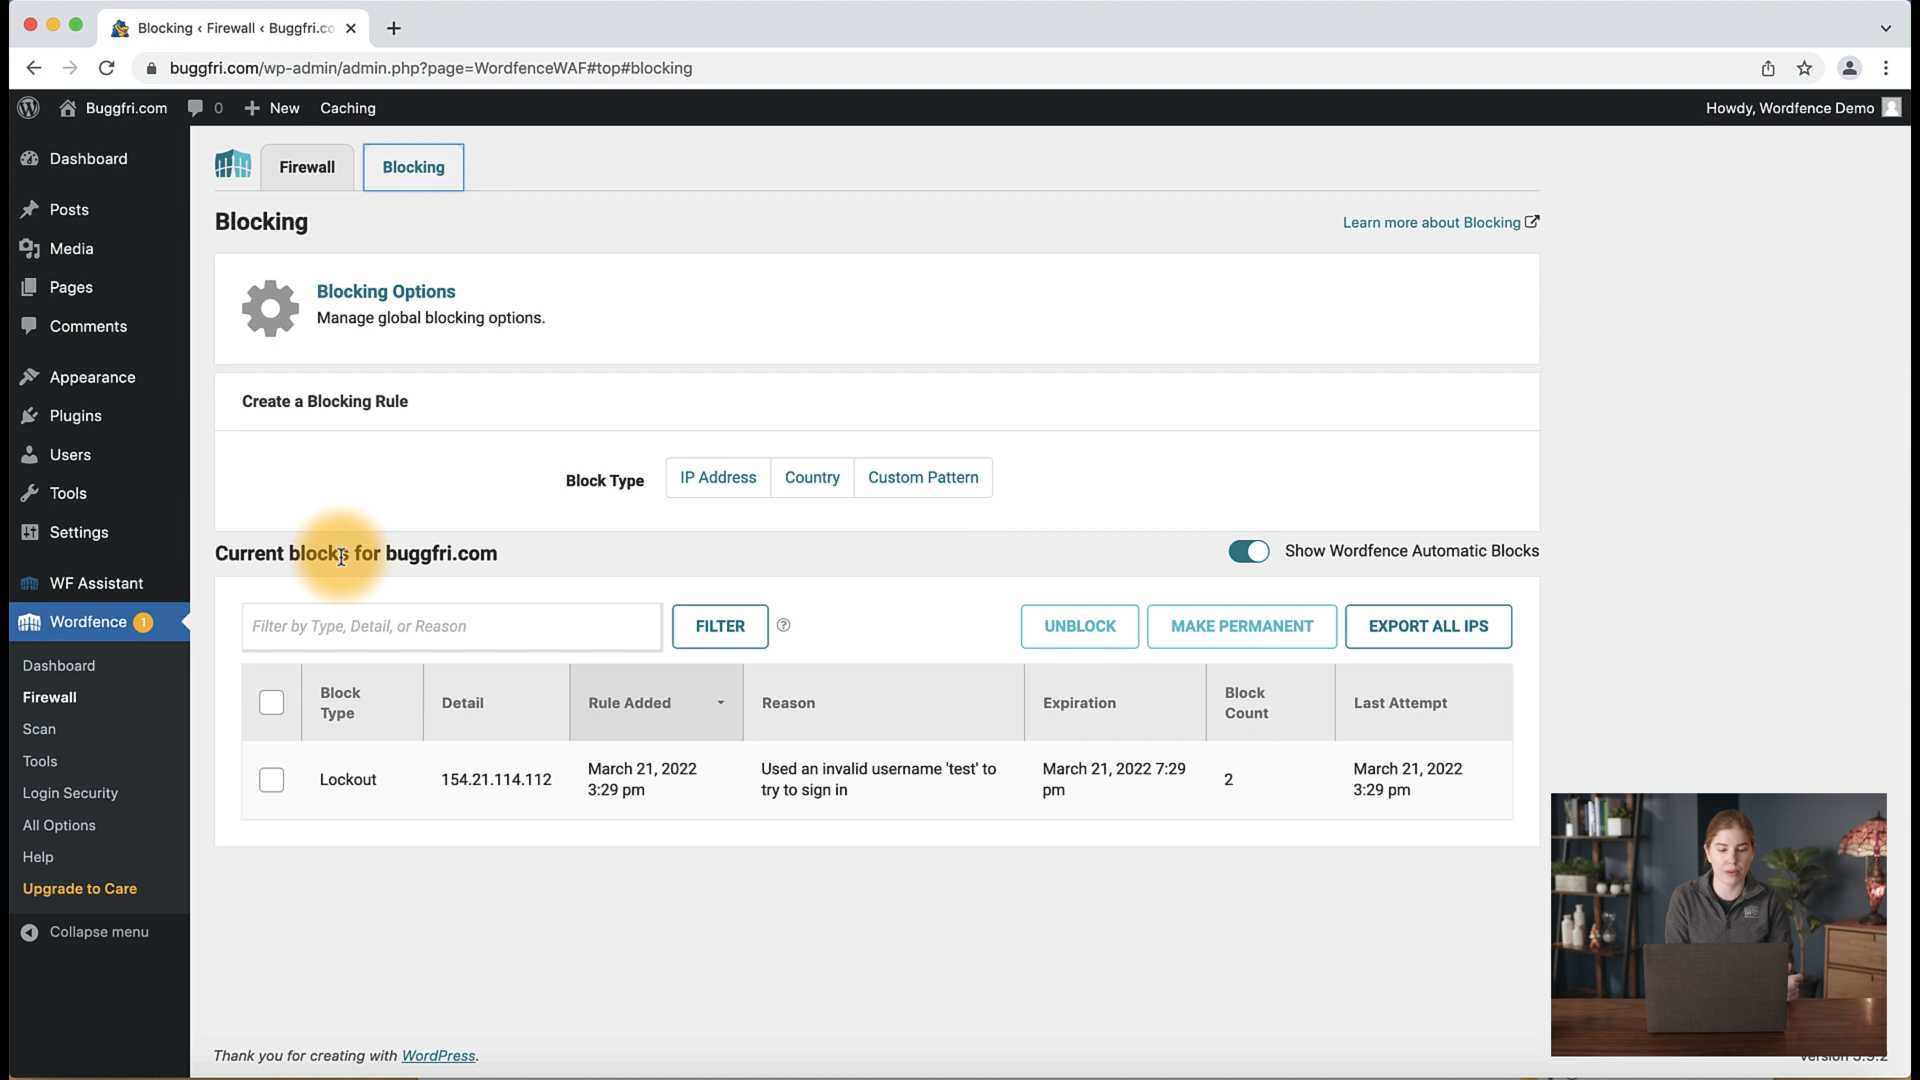 Blocking ‹ Firewall ‹ Buggfri.co
buggfri.com/wp-admin/admin.php?page=WordfenceWAF#top#blocking
Buggfri.com 0 New Caching Howdy, Wordfence Demo
Dashboard
Posts
Media
Pages
Comments
Appearance
Plugins
Users
Tools
Settings
WF Assistant
Wordfence 1
Dashboard
Firewall
Scan
Tools
Login Security
All Options
Help
Upgrade to Care
Collapse menu
Firewall Blocking
Blocking Learn more about Blocking
Blocking Options
Manage global blocking options.
Create a Blocking Rule
Block Type IP Address Country Custom Pattern
Current blocks for buggfri.com Show Wordfence Automatic Blocks
Filter by Type, Detail, or Reason FILTER ? UNBLOCK MAKE PERMANENT EXPORT ALL IPS
Block
Type
Detail
Rule Added
Reason
Expiration
Block
Count
Last Attempt
Lockout
154.21.114.112
March 21, 2022
3:29 pm
Used an invalid username 'test' to
try to sign in
March 21, 2022 7:29
pm
2
March 21, 2022
3:29 pm
Thank you for creating with WordPress.